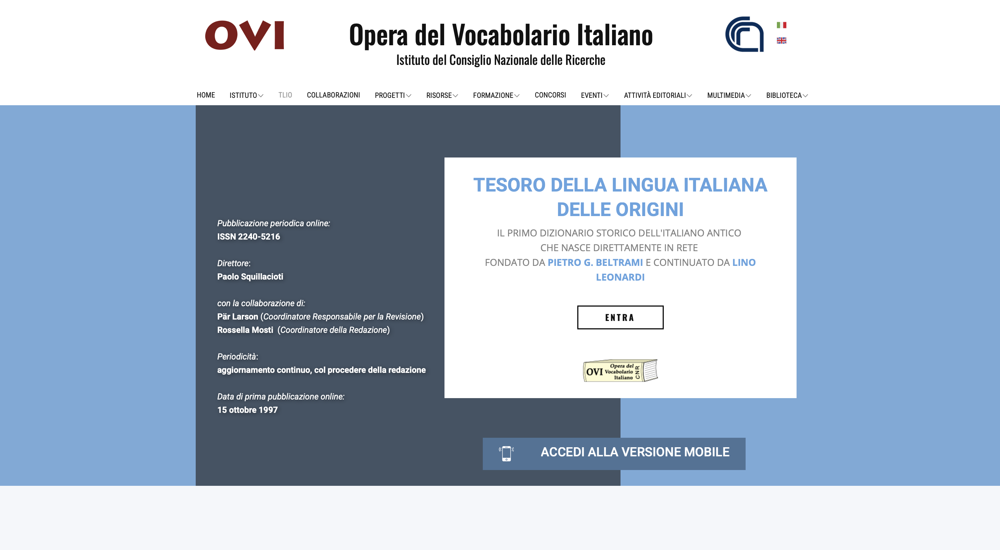 OVI
Opera del Vocabolario Italiano
Istituto del Consiglio Nazionale delle Ricerche
HOME ISTITUTO TLIO COLLABORAZIONI PROGETTI RISORSE FORMAZIONE CONCORSI EVENTI ATTIVITÀ EDITORIALI MULTIMEDIA BIBLIOTECA
Pubblicazione periodica online:
ISSN 2240-5216
Direttore:
Paolo Squillacioti
con la collaborazione di:
Pär Larson (Coordinatore Responsabile per la Revisione)
Rossella Mosti (Coordinatore della Redazione)
Periodicità:
aggiornamento continuo, col procedere della redazione
Data di prima pubblicazione online:
15 ottobre 1997
TESORO DELLA LINGUA ITALIANA
DELLE ORIGINI
IL PRIMO DIZIONARIO STORICO DELL'ITALIANO ANTICO
CHE NASCE DIRETTAMENTE IN RETE
FONDATO DA PIETRO G. BELTRAMI E CONTINUATO DA LINO
LEONARDI
ENTRA
OVI
Opera del
Vocabolario
Italiano
CNR
ACCEDI ALLA VERSIONE MOBILE